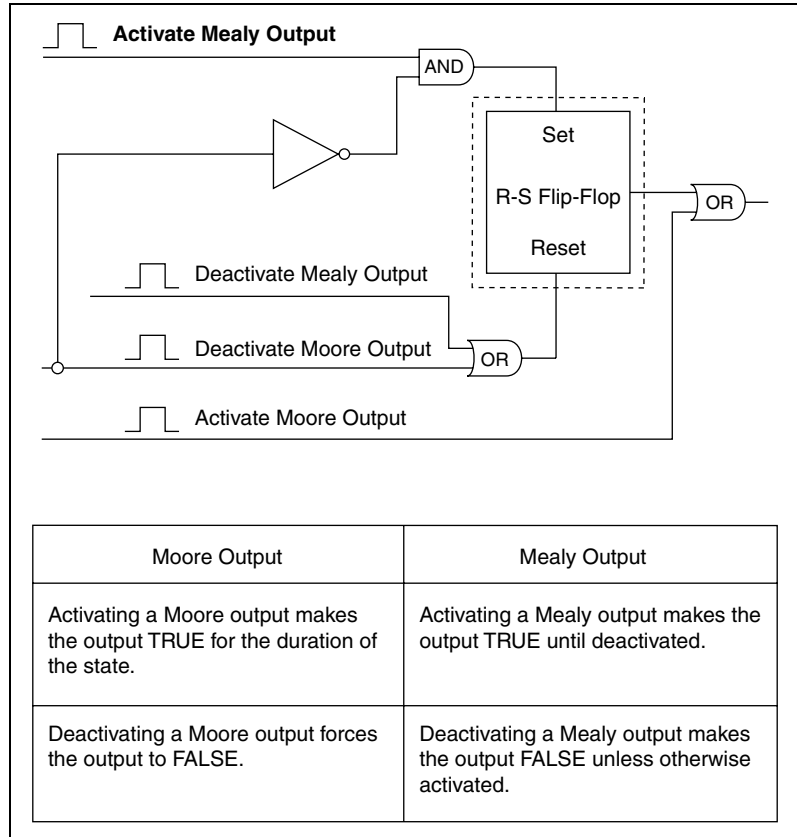 Activate Mealy Output
AND
Set
R-S Flip-Flop
OR
Reset
Deactivate Mealy Output
Deactivate Moore Output
OR
Activate Moore Output
Moore Output
Mealy Output
Activating a Moore output makes
the output TRUE for the duration of
the state.
Activating a Mealy output makes the
output TRUE until deactivated.
Deactivating a Moore output forces
the output to FALSE.
Deactivating a Mealy output makes
the output FALSE unless otherwise
activated.